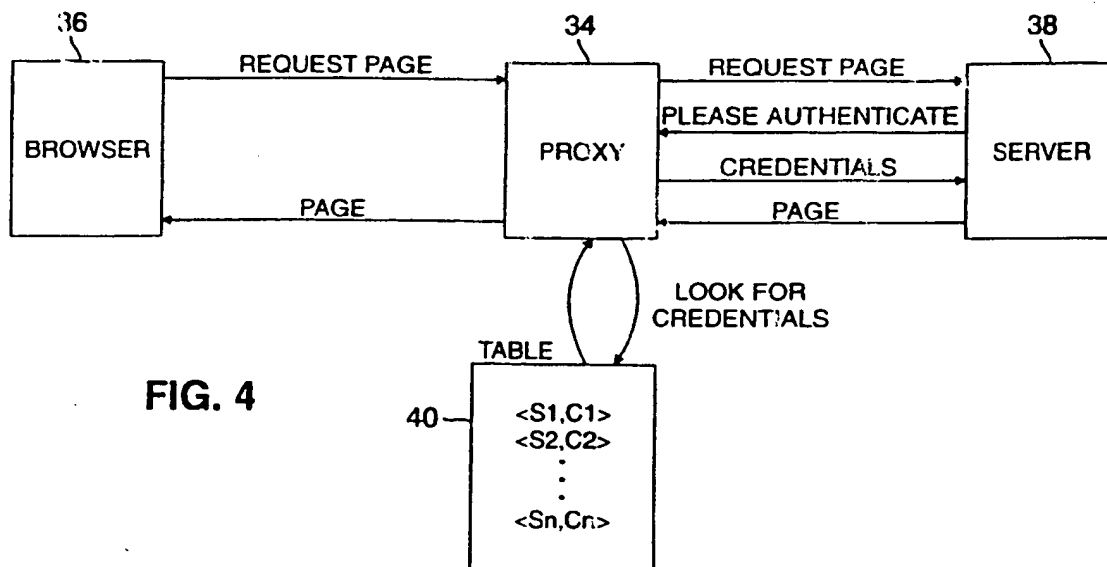 36
34
38
REQUEST PAGE
REQUEST PAGE
PLEASE AUTHENTICATE
BROWSER
PROXY
SERVER
CREDENTIALS
PAGE
PAGE
LOOK FOR
CREDENTIALS
TABLE
FIG. 4
40
<S1,C1>
<S2,C2>
<Sn,Cn>